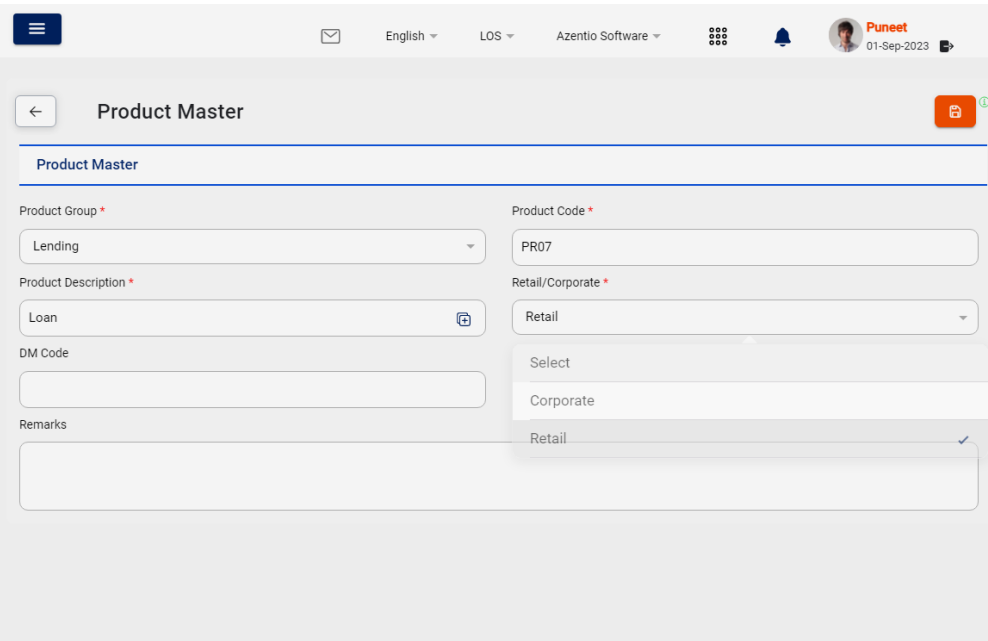 English LOS Azentio Software Puneet
01-Sep-2023
Product Master
Product Master
Product Group * Product Code *
Lending PR07
Product Description * Retail/Corporate *
Loan Retail
DM Code
Select
Corporate
Remarks
Retail